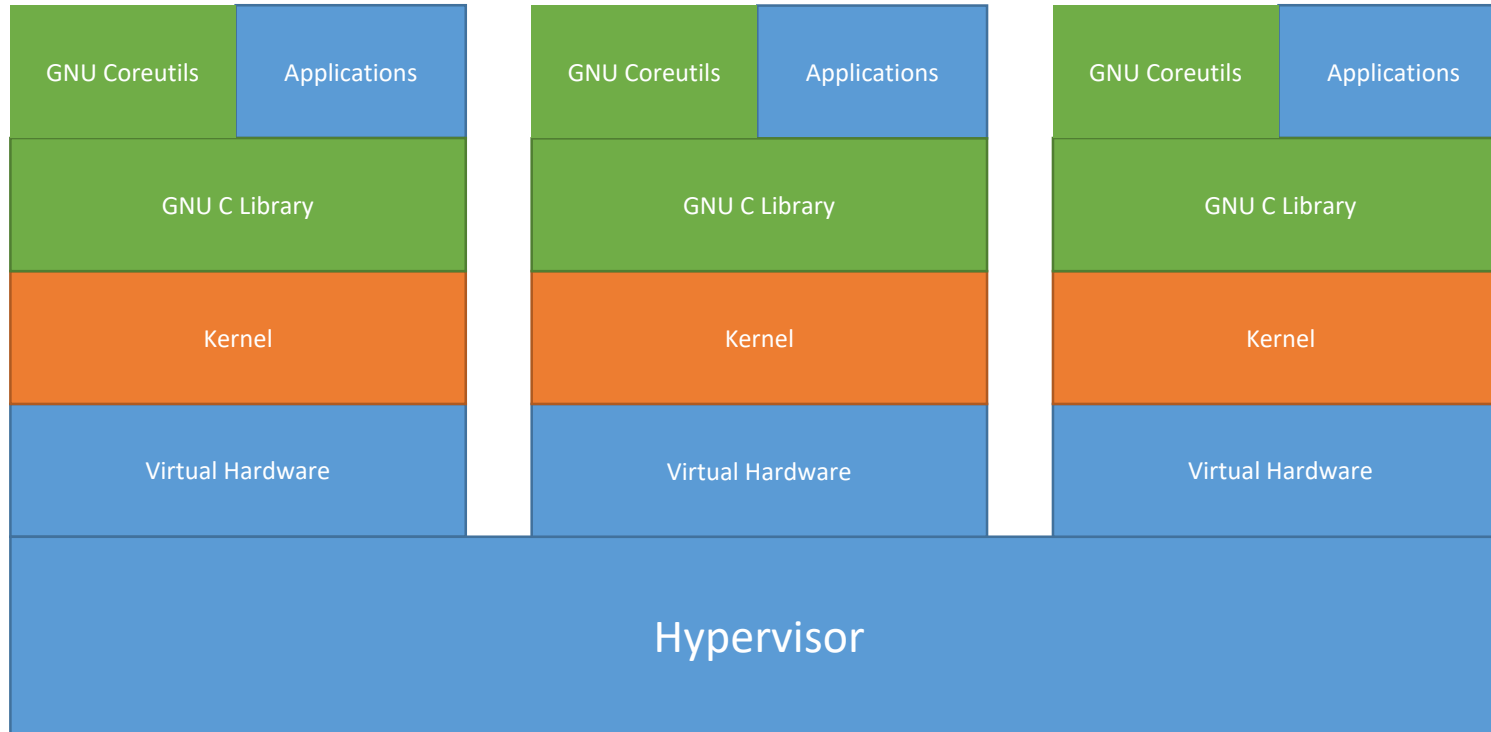 GNU Coreutils
Applications
GNU Coreutils
Applications
GNU Coreutils
Applications
GNU C Library
GNU C Library
GNU C Library
Kernel
Kernel
Kernel
Virtual Hardware
Virtual Hardware
Virtual Hardware
Hypervisor